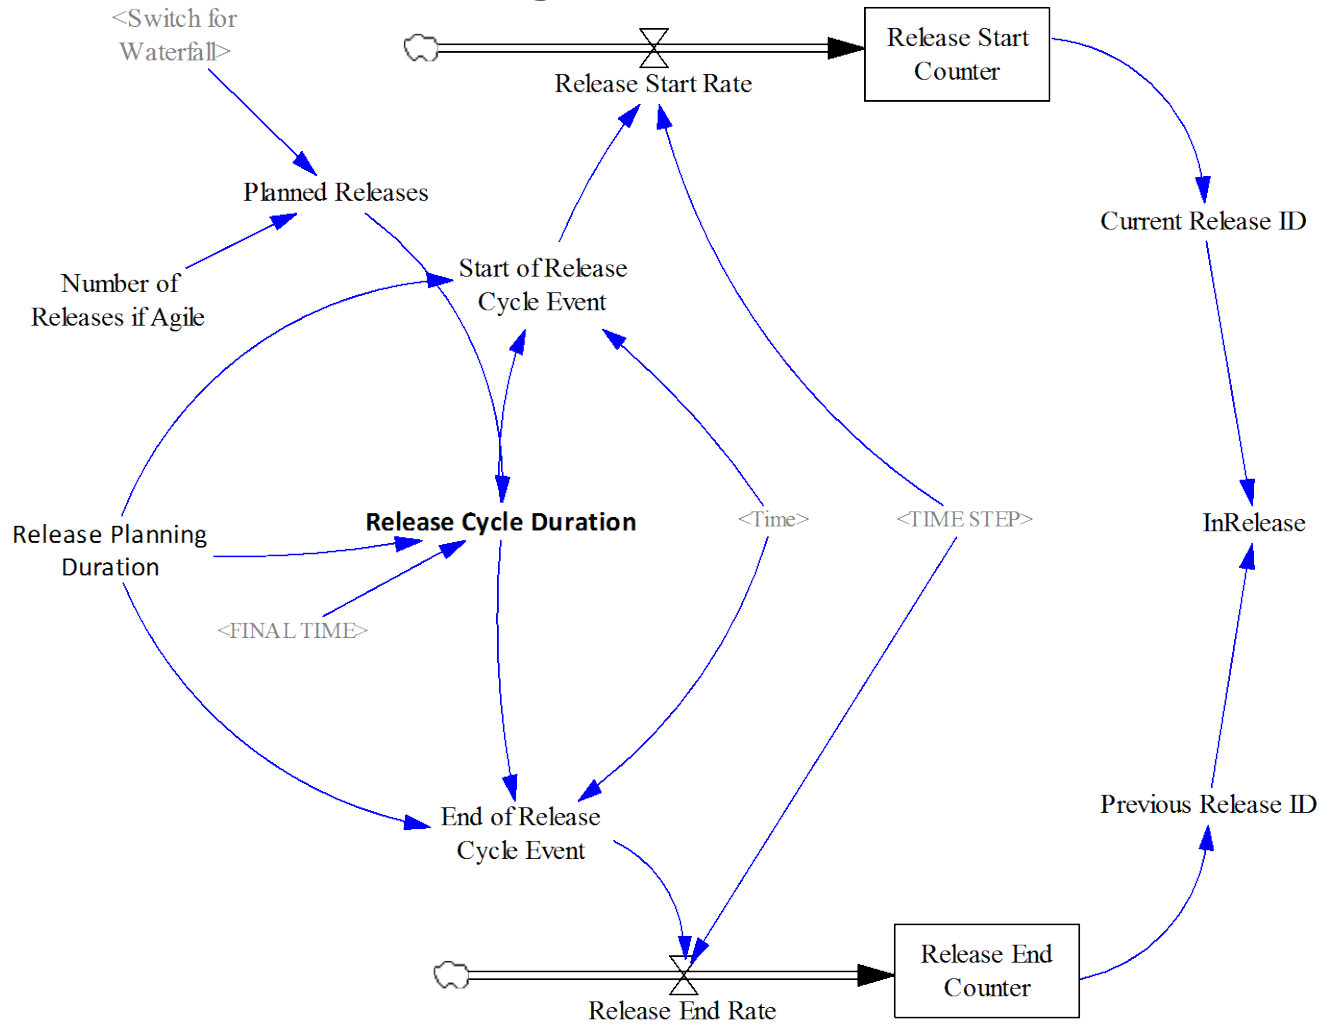 <Switch for
Waterfall>
Release Start
Counter
Release Start Rate
Planned Releases
Current Release ID
Start of Release
Cycle Event
Number of
Releases if Agile
Release Cycle Duration
<Time>
<TIME STEP>
InRelease
Release Planning
Duration
<FINAL TIME>
Previous Release ID
End of Release
Cycle Event
Release End
Counter
Release End Rate